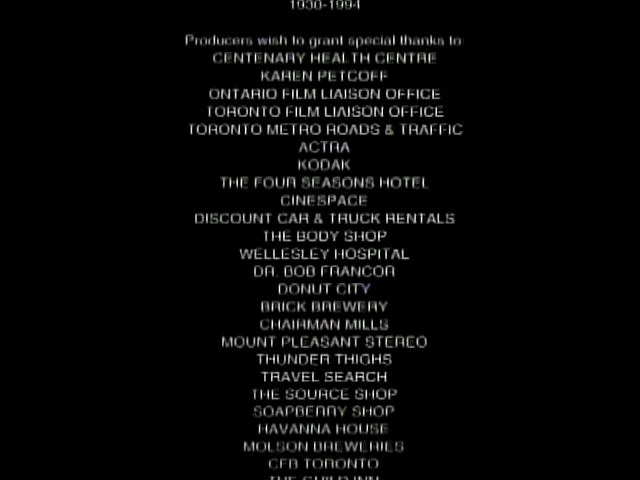 1930-1994
Producers wish to grant special thanks to:
CENTENARY HEALTH CENTRE
KAREN PETCOFF
ONTARIO FILM LIAISON OFFICE
TORONTO FILM LIAISON OFFICE
TORONTO METRO ROADS & TRAFFIC
ACTRA
KODAK
THE FOUR SEASONS HOTEL
CINESPACE
DISCOUNT CAR & TRUCK RENTALS
THE BODY SHOP
WELLESLEY HOSPITAL
DR. BOB FRANCOR
DONUT CITY
BRICK BREWERY
CHAIRMAN MILLS
MOUNT PLEASANT STEREO
THUNDER THIGHS
TRAVEL SEARCH
THE SOURCE SHOP
SOAPBERRY SHOP
HAVANNA HOUSE
MOLSON BREWERIES
CFB TORONTO
THE GUILD INN